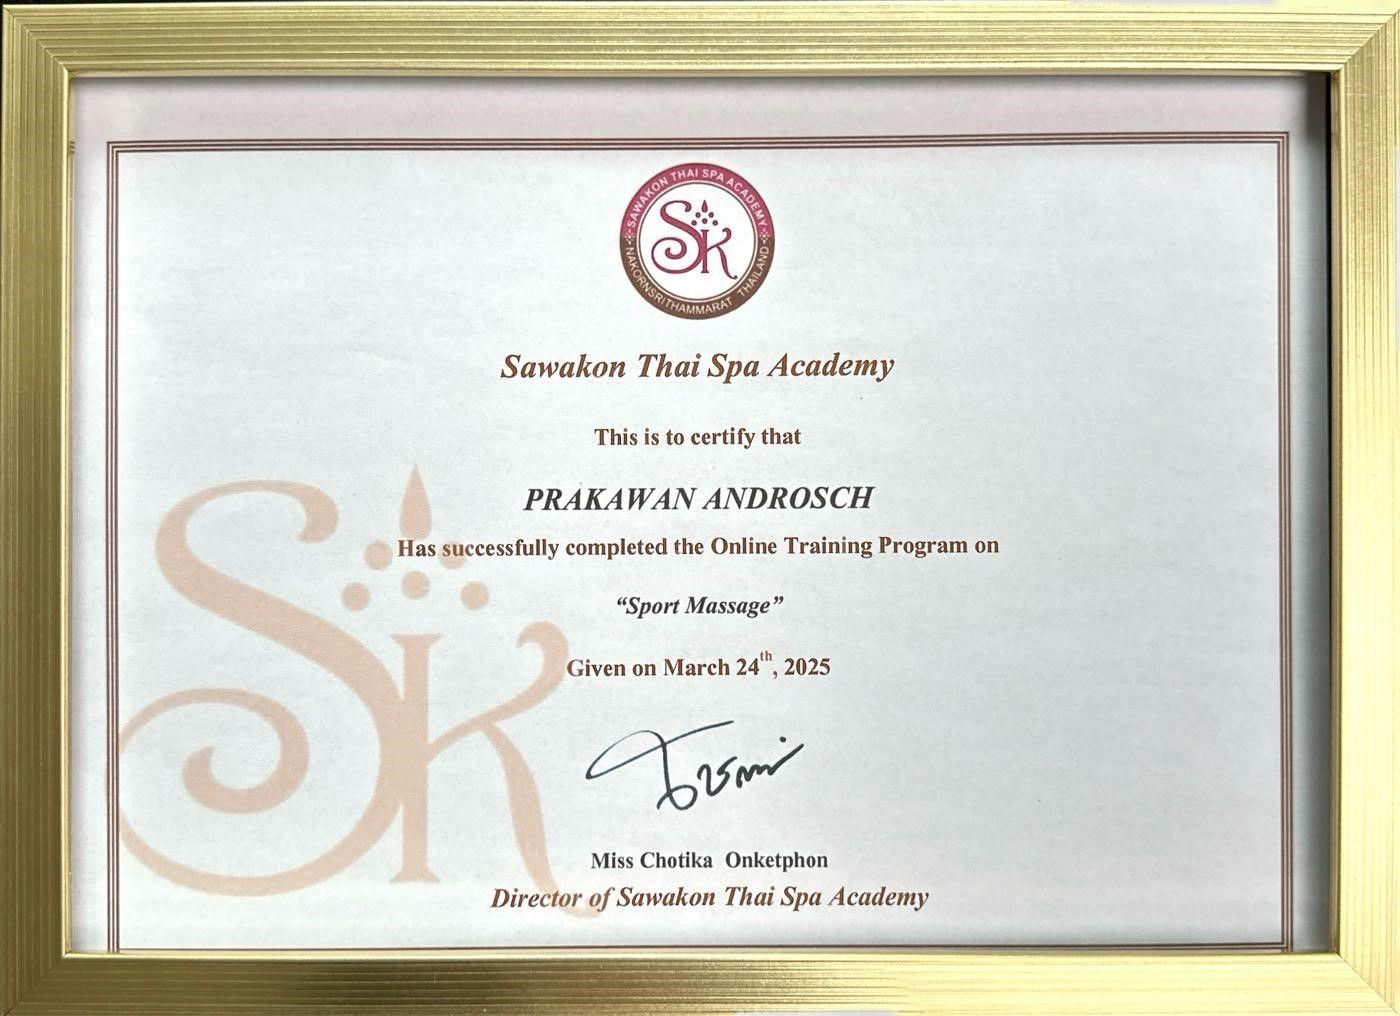 SAWAKON THAI SPA ACADEMY
SK
NAKORNSRITHAMMARAT THAILAND
Sawakon Thai Spa Academy
This is to certify that
PRAKAWAN ANDROSCH
Has successfully completed the Online Training Program on
“Sport Massage”
Given on March 24th, 2025
Miss Chotika Onketphon
Director of Sawakon Thai Spa Academy
SK